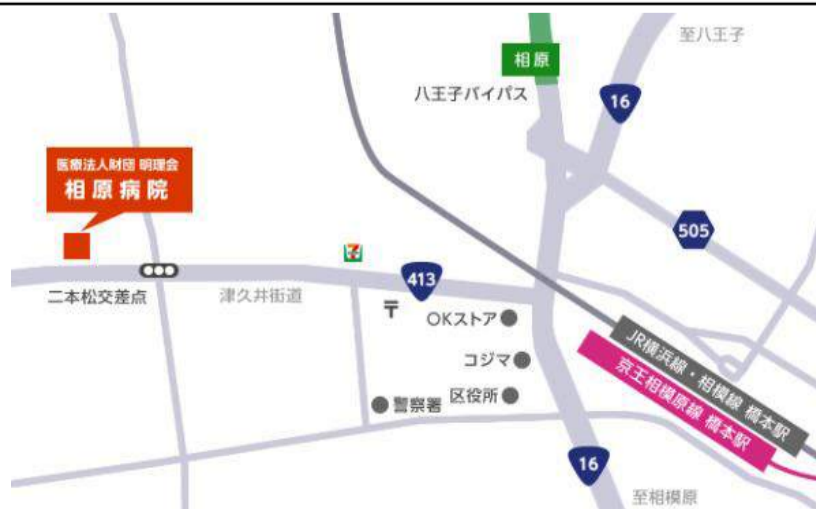 至八王子
相原
八王子バイパス
16
医療法人財団 明理会
相原病院
505
7
413
二本松交差点
津久井街道
〒
OKストア
JR横浜線・相模線 橋本駅
コジマ
京王相模原線 橋本駅
区役所
警察署
16
至相模原